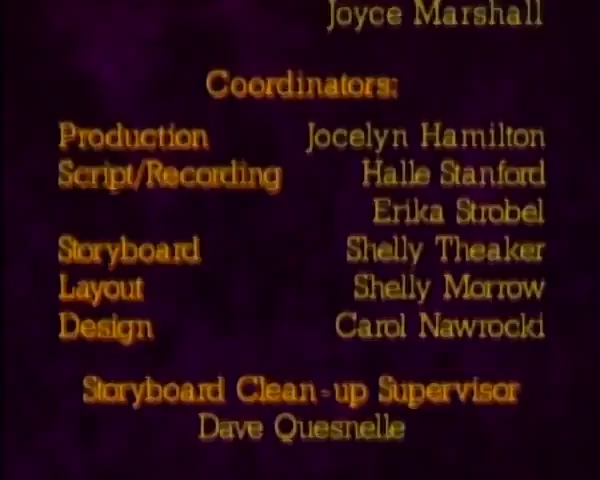 Joyce Marshall
Coordinators:
Production Jocelyn Hamilton
Script/Recording Halle Stanford
Erika Strobel
Storyboard Shelly Theaker
Layout Shelly Morrow
Design Carol Nawrocki
Storyboard Clean-up Supervisor
Dave Quesnelle